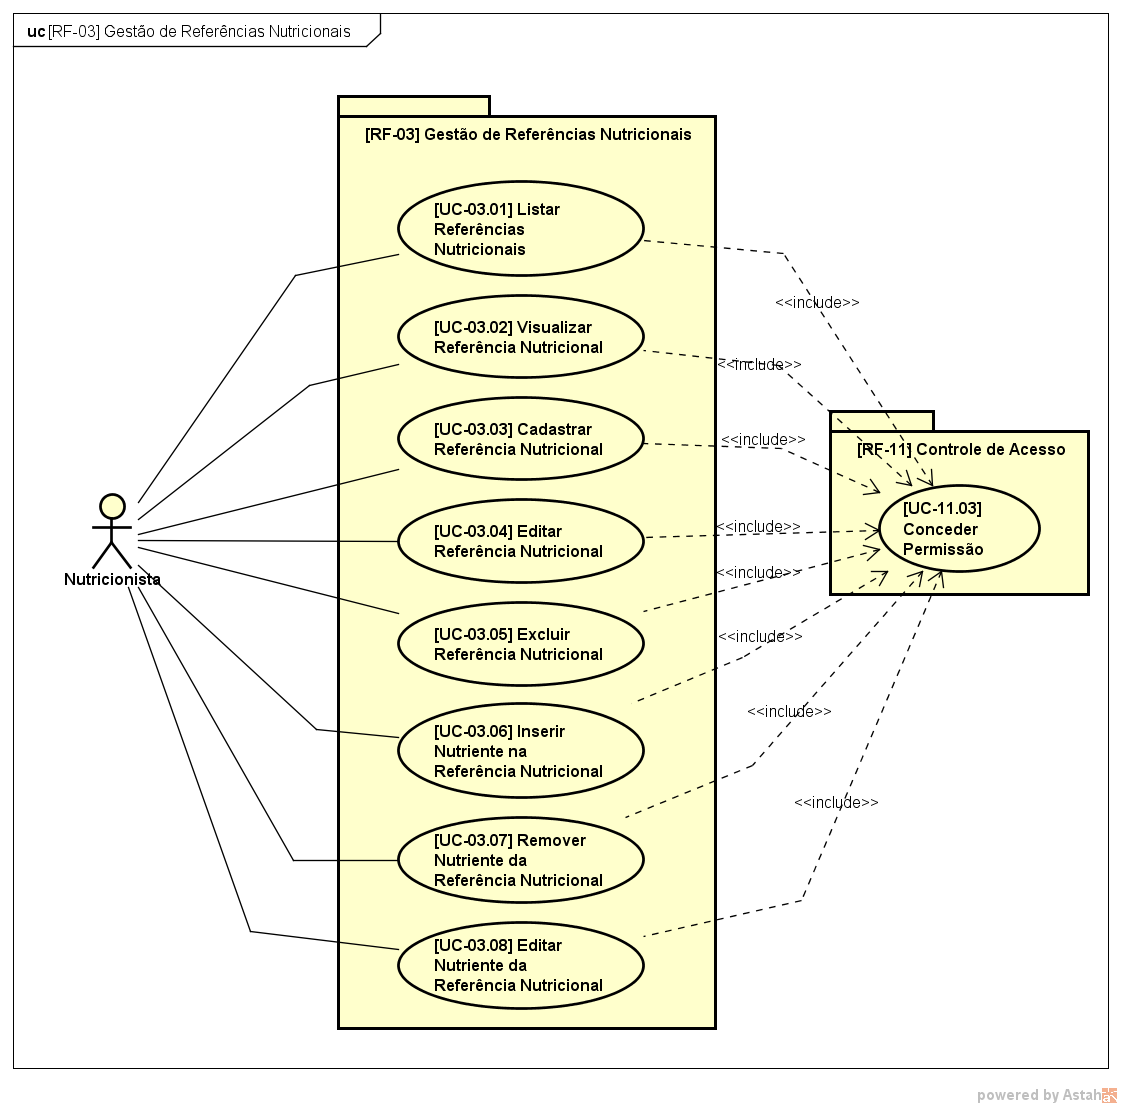 uc [RF-03] Gestão de Referências Nutricionais
[RF-03] Gestão de Referências Nutricionais
[UC-03.01] Listar
Referências
Nutricionais
<<include>>
[UC-03.02] Visualizar
Referência Nutricional
<<include>>
[UC-03.03] Cadastrar
Referência Nutricional
<<include>>
[RF-11] Controle de Acesso
[UC-11.03]
Conceder
Permissão
[UC-03.04] Editar
Referência Nutricional
<<include>>
Nutricionista
<<include>>
[UC-03.05] Excluir
Referência Nutricional
<<include>>
[UC-03.06] Inserir
Nutriente na
Referência Nutricional
<<include>>
[UC-03.07] Remover
Nutriente da
Referência Nutricional
<<include>>
[UC-03.08] Editar
Nutriente da
Referência Nutricional
powered by Astah